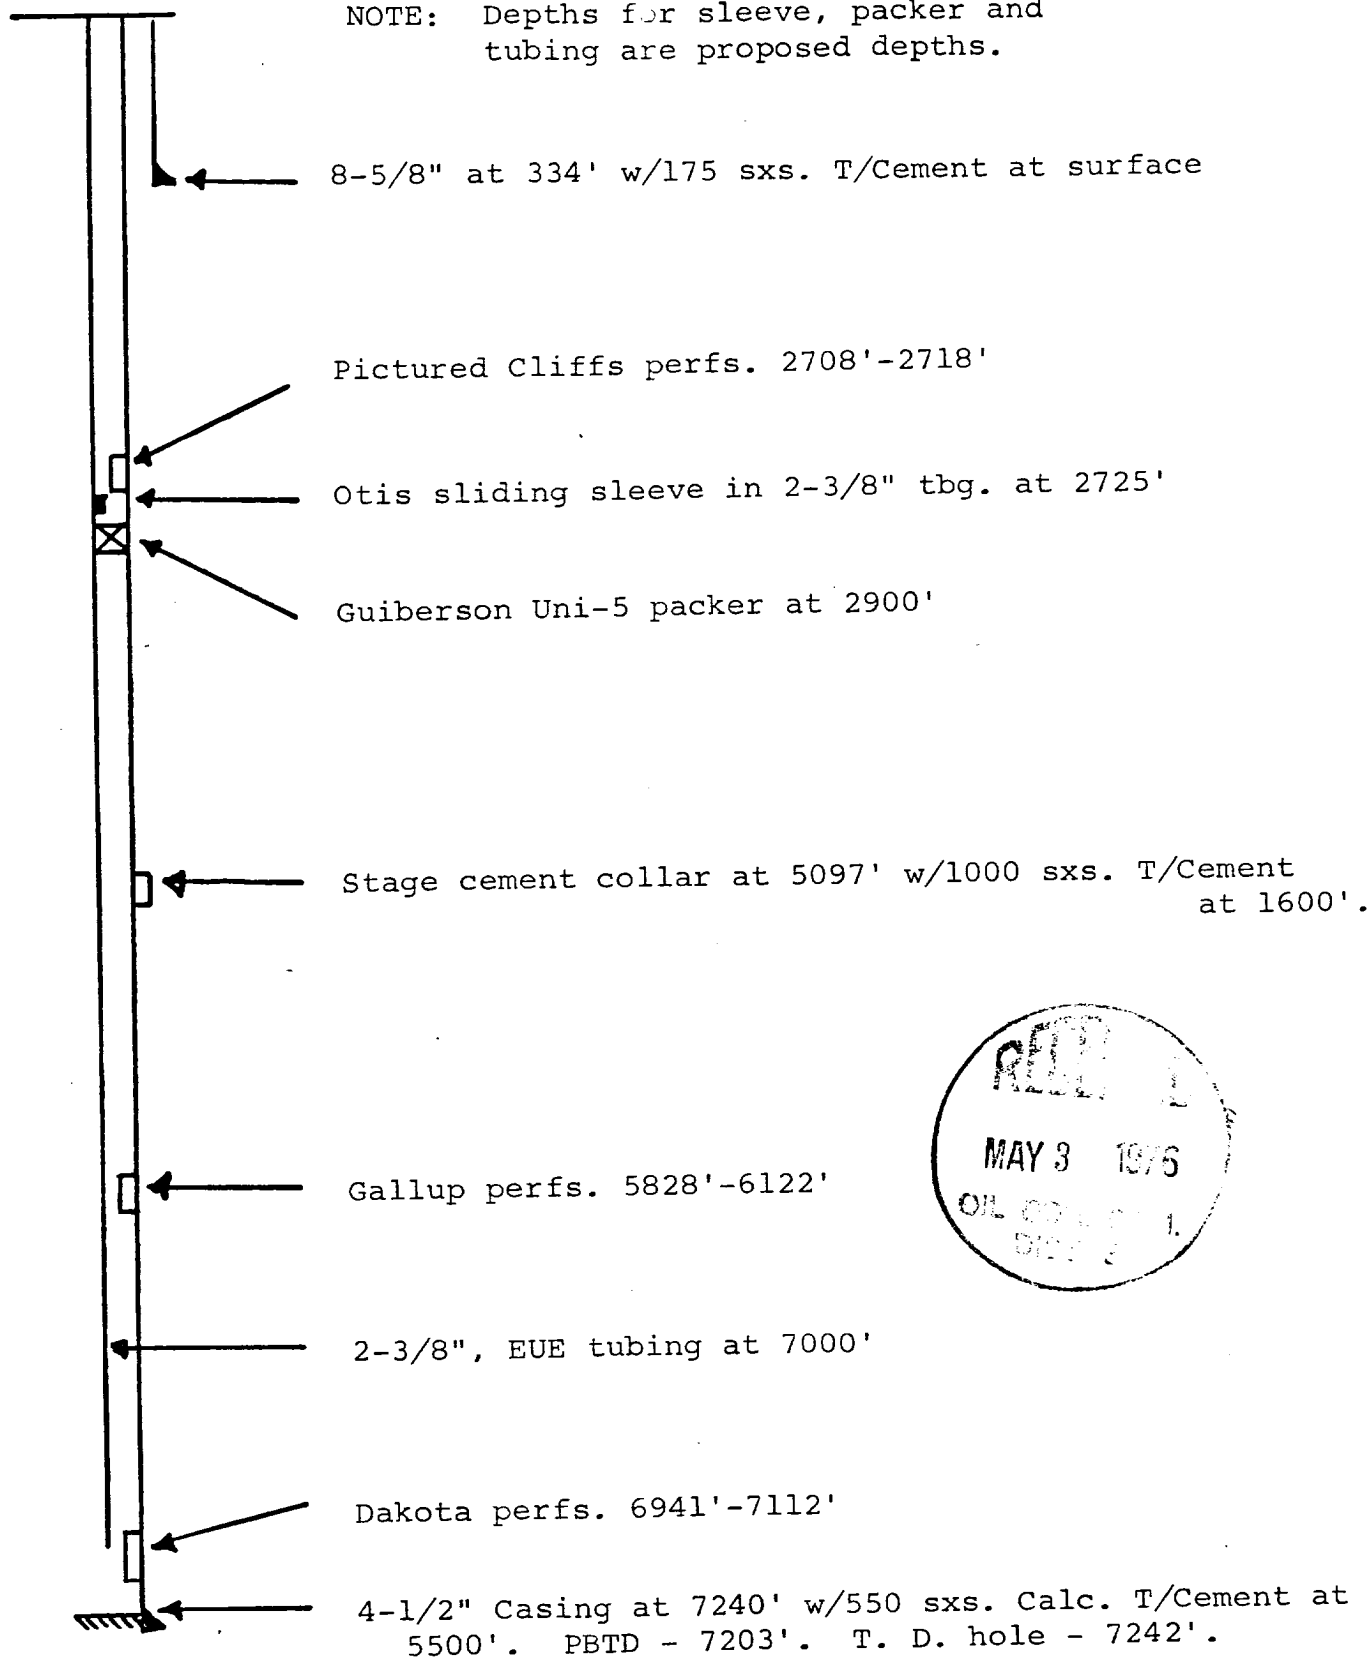 NOTE: Depths for sleeve, packer and
tubing are proposed depths.
8-5/8" at 334' w/175 sxs. T/Cement at surface
Pictured Cliffs perfs. 2708'-2718'
Otis sliding sleeve in 2-3/8" tbg. at 2725'
Guiberson Uni-5 packer at 2900'
Stage cement collar at 5097' w/1000 sxs. T/Cement
at 1600'.
Gallup perfs. 5828'-6122'
MAY 3 1976
OIL
2-3/8", EUE tubing at 7000'
Dakota perfs. 6941'-7112'
4-1/2" Casing at 7240' w/550 sxs. Calc. T/Cement at
5500'. PBTD - 7203'. T. D. hole - 7242'.